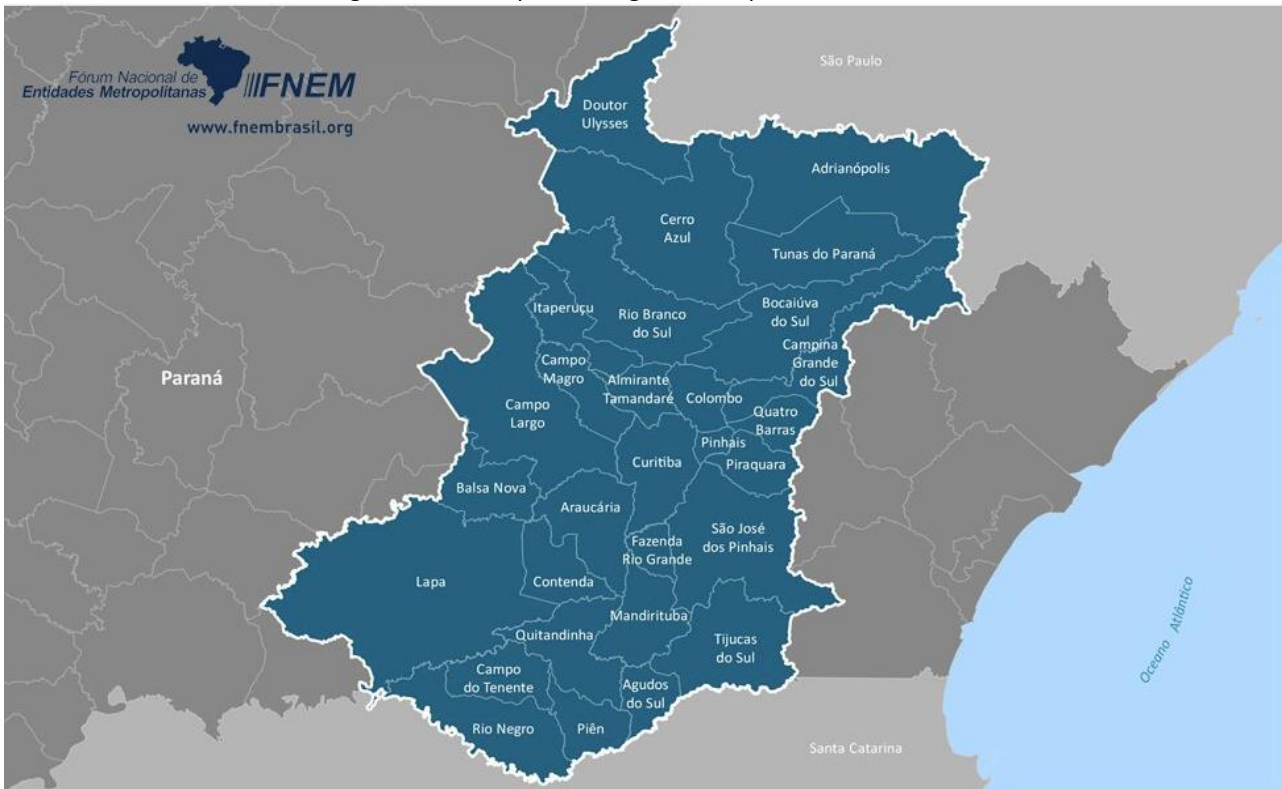 Fórum Nacional de
Entidades Metropolitanas
FNEM
www.fnembrasil.org
São Paulo
Doutor
Ulysses
Adrianópolis
Cerro
Azul
Tunas do Paraná
Itaperuçu
Rio Branco
do Sul
Bocaiúva
do Sul
Campina
Grande
do Sul
Campo
Magro
Almirante
Tamandaré
Colombo
Quatro
Barras
Paraná
Campo
Largo
Pinhais
Curitiba
Piraquara
Balsa Nova
Araucária
São José
dos Pinhais
Fazenda
Rio Grande
Lapa
Contenda
Mandirituba
Quitandinha
Tijucas
do Sul
Campo
do Tenente
Agudos
do Sul
Rio Negro
Piên
Santa Catarina
Oceano Atlântico